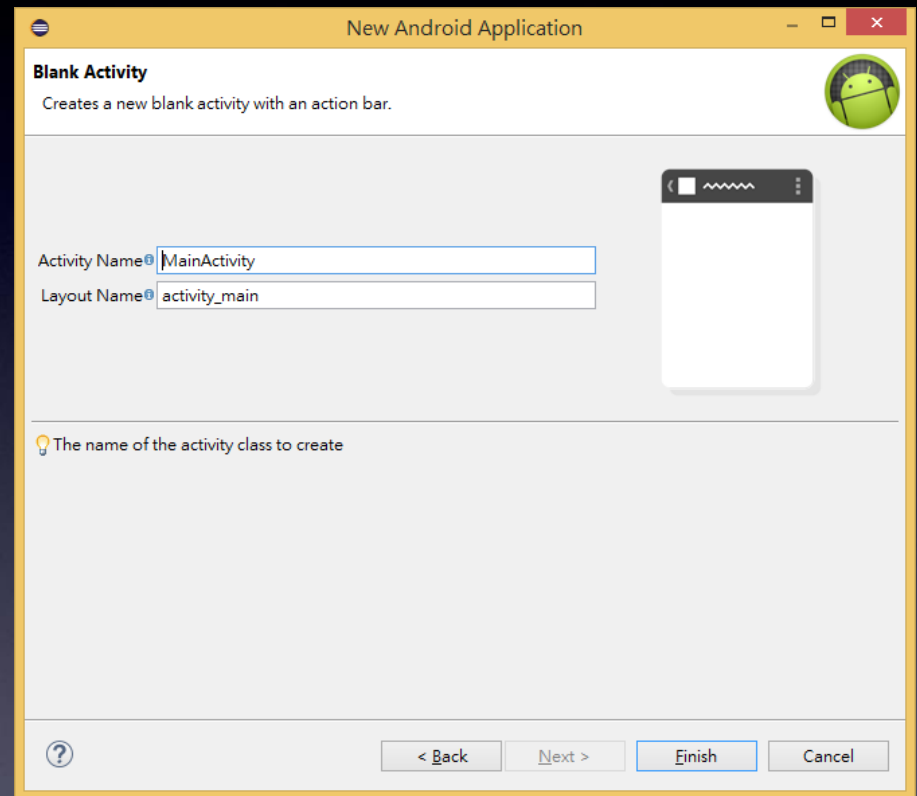 New Android Application
Blank Activity
Creates a new blank activity with an action bar.
Activity Name MainActivity
Layout Name activity_main
The name of the activity class to create
< Back Next > Finish Cancel